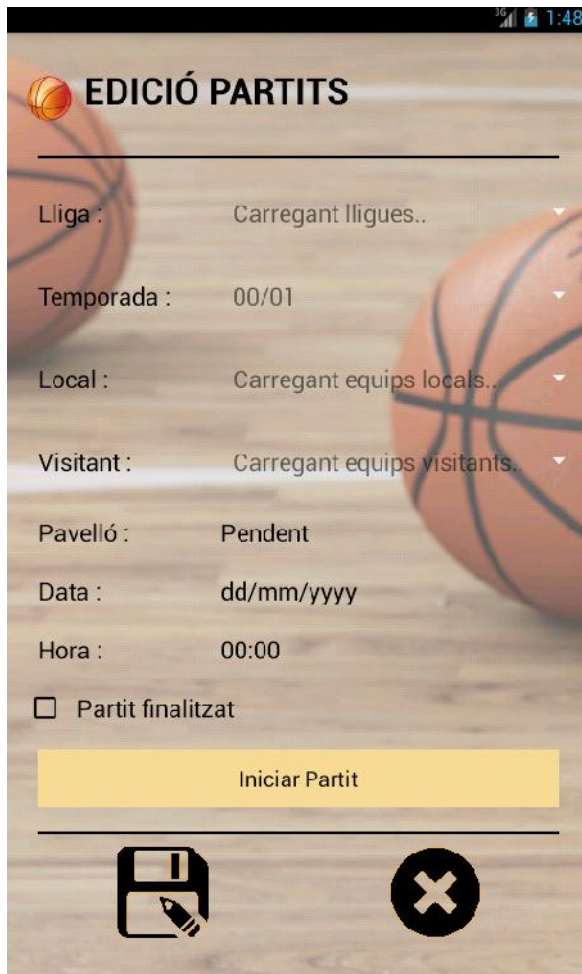 3G 1:48
EDICIÓ PARTITS
Lliga : Carregant lligues..
Temporada : 00/01
Local : Carregant equips locals..
Visitant : Carregant equips visitants..
Pavelló : Pendent
Data : dd/mm/yyyy
Hora : 00:00
Partit finalitzat
Iniciar Partit